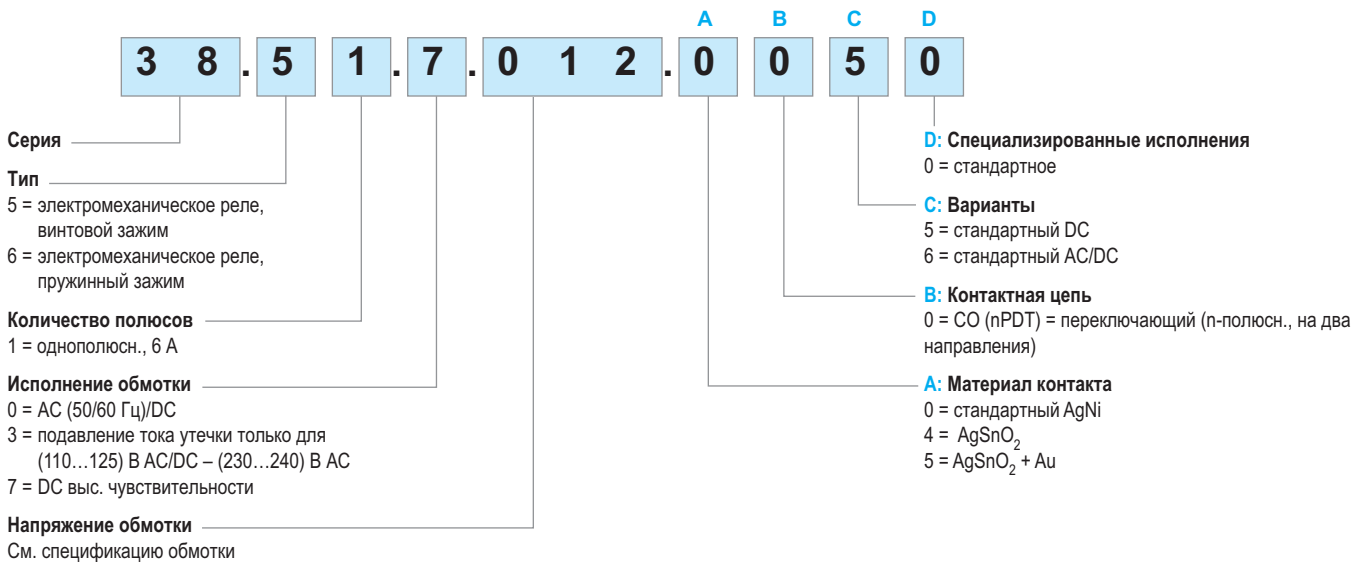 A B C D
3 8 . 5 1 . 7 . 0 1 2 . 0 0 5 0
Серия
Тип
5 = электромеханическое реле,
винтовой зажим
6 = электромеханическое реле,
пружинный зажим
Количество полюсов
1 = однополюсн., 6 A
Исполнение обмотки
0 = AC (50/60 Гц)/DC
3 = подавление тока утечки только для
(110…125) В AC/DC – (230…240) В AC
7 = DC выс. чувствительности
Напряжение обмотки
См. спецификацию обмотки
D: Специализированные исполнения
0 = стандартное
C: Варианты
5 = стандартный DC
6 = стандартный AC/DC
B: Контактная цепь
0 = CO (nPDT) = переключающий (n-полюсн., на два
направления)
A: Материал контакта
0 = стандартный AgNi
4 = AgSnO₂
5 = AgSnO₂ + Au